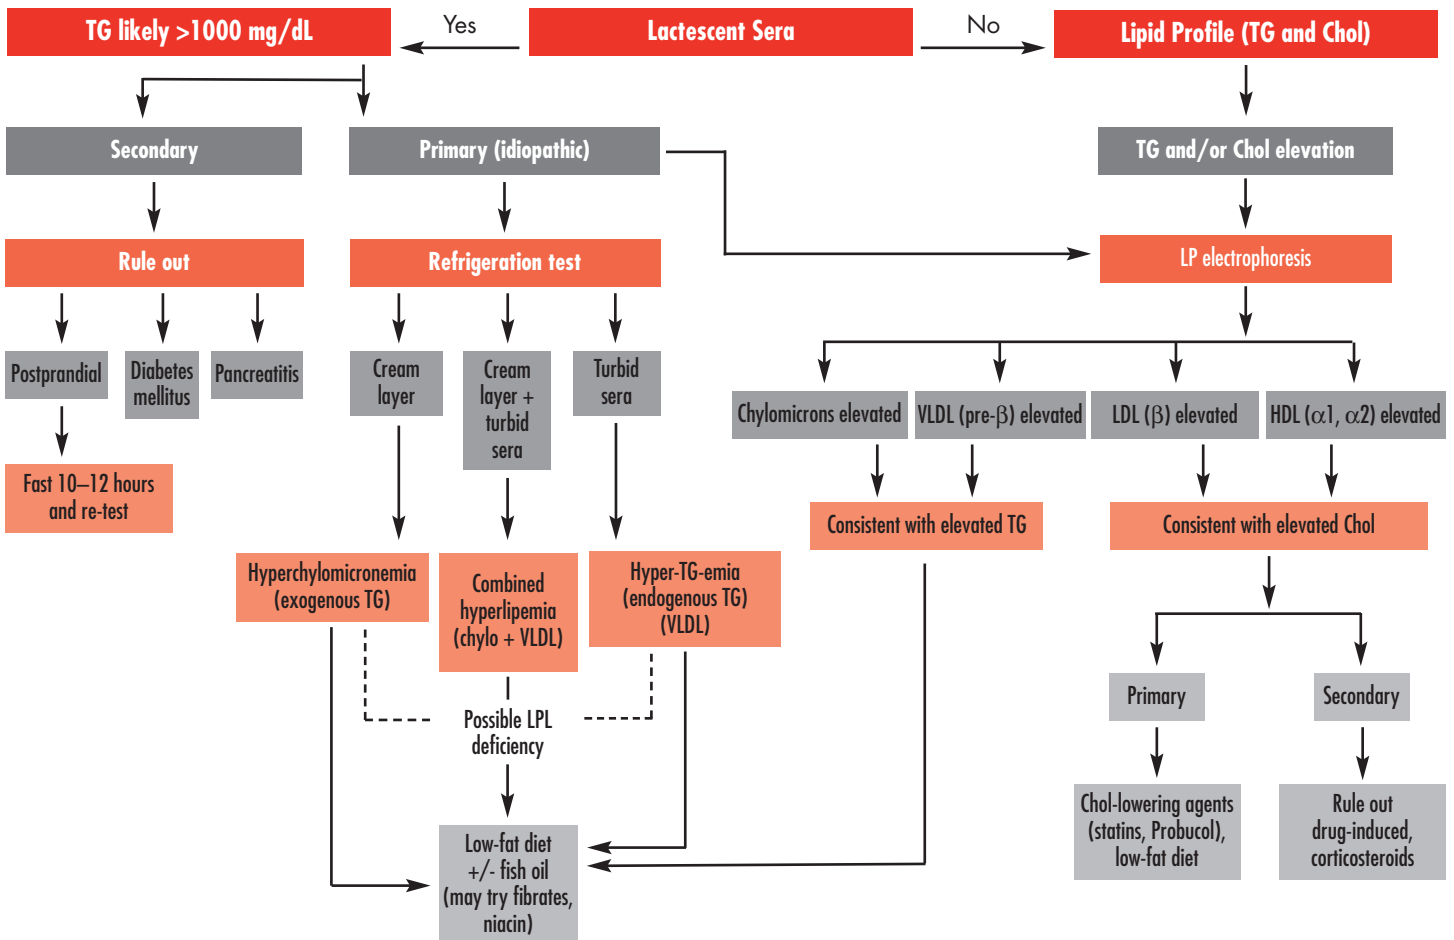 TG likely >1000 mg/dL
Yes
Lactescent Sera
No
Lipid Profile (TG and Chol)
Secondary
Primary (idiopathic)
TG and/or Chol elevation
Rule out
Refrigeration test
LP electrophoresis
Postprandial
Diabetes
mellitus
Pancreatitis
Cream
layer
Cream
layer +
turbid
sera
Turbid
sera
Chylomicrons elevated
VLDL (pre-β) elevated
LDL (β) elevated
HDL (α1, α2) elevated
Fast 10–12 hours
and re-test
Consistent with elevated TG
Consistent with elevated Chol
Hyperchylomicronemia
(exogenous TG)
Combined
hyperlipemia
(chylo + VLDL)
Hyper-TG-emia
(endogenous TG)
(VLDL)
Primary
Secondary
Possible LPL
deficiency
Low-fat diet
+/- fish oil
(may try fibrates,
niacin)
Chol-lowering agents
(statins, Probucol),
low-fat diet
Rule out
drug-induced,
corticosteroids